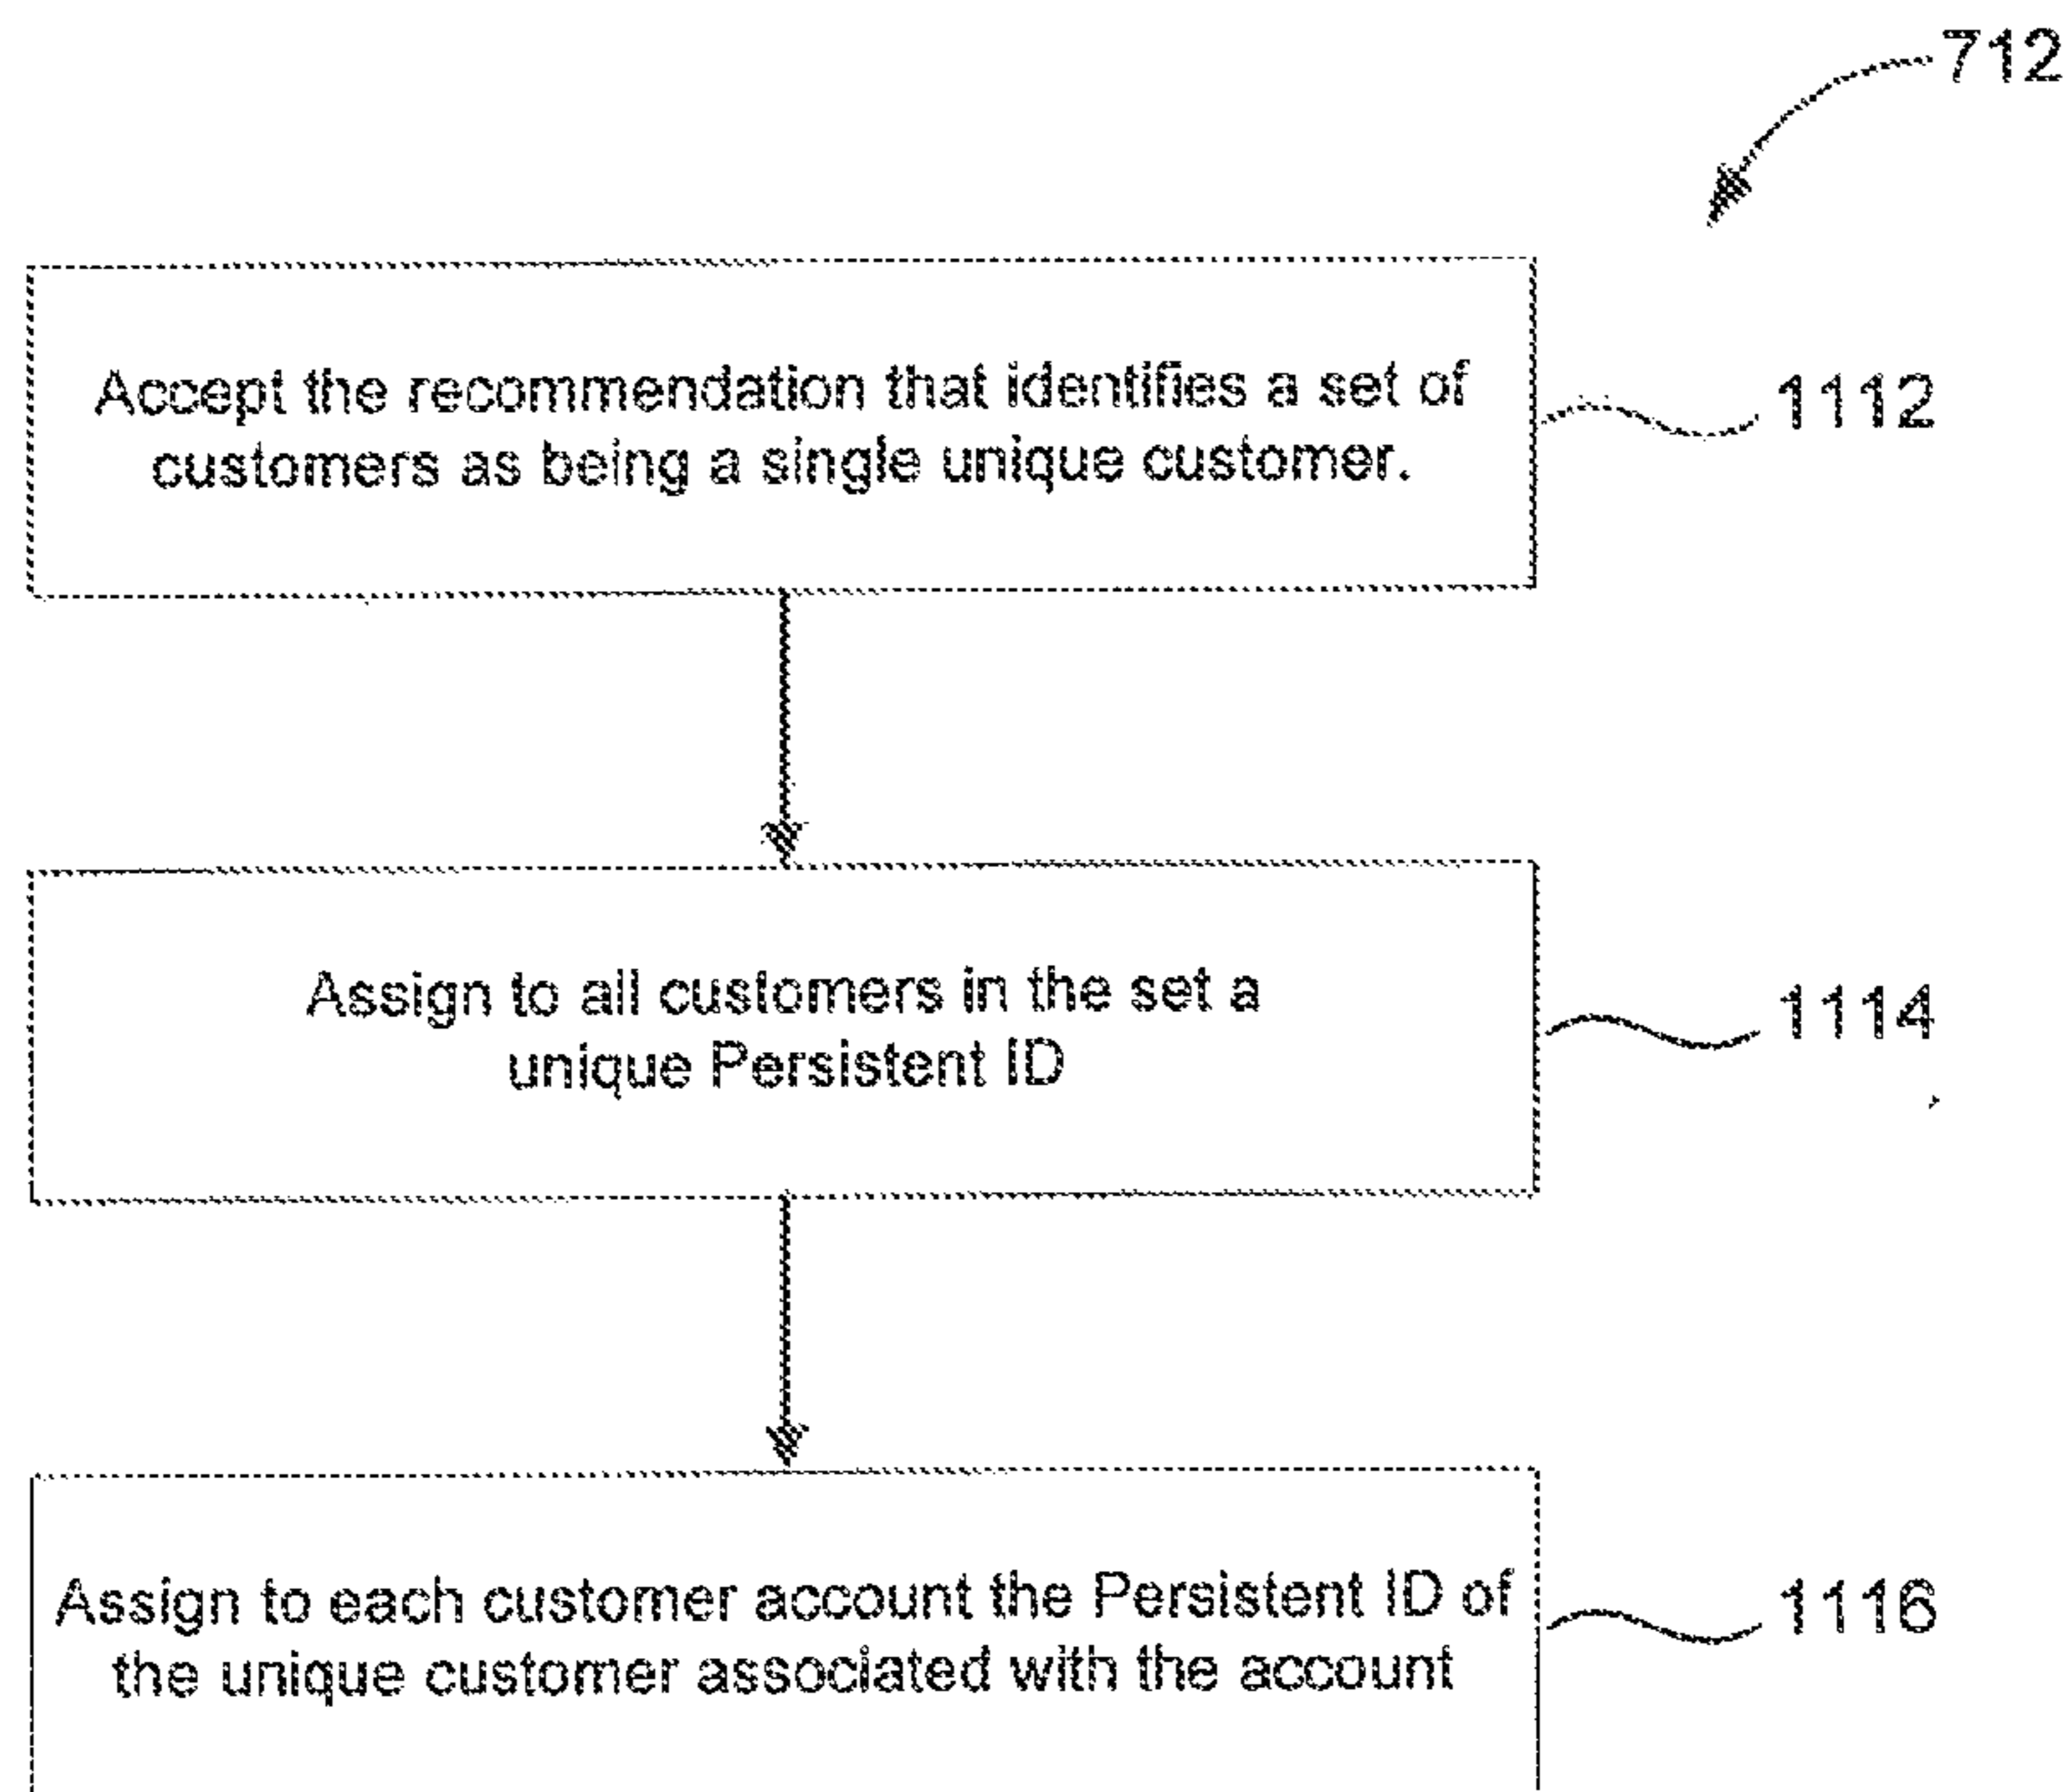 712
Accept the recommendation that identifies a set of
customers as being a single unique customer.
1112
Assign to all customers in the set a
unique Persistent ID
1114
Assign to each customer account the Persistent ID of
the unique customer associated with the account
1116